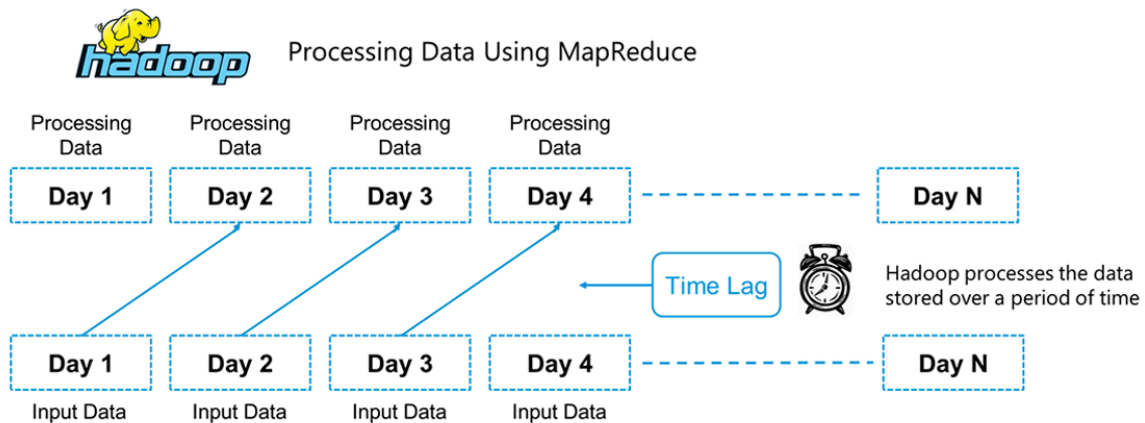 hadoop
Processing Data Using MapReduce
Processing
Data
Processing
Data
Processing
Data
Processing
Data
Day 1
Day 2
Day 3
Day 4
Day N
Time Lag
Hadoop processes the data
stored over a period of time
Day 1
Day 2
Day 3
Day 4
Day N
Input Data
Input Data
Input Data
Input Data